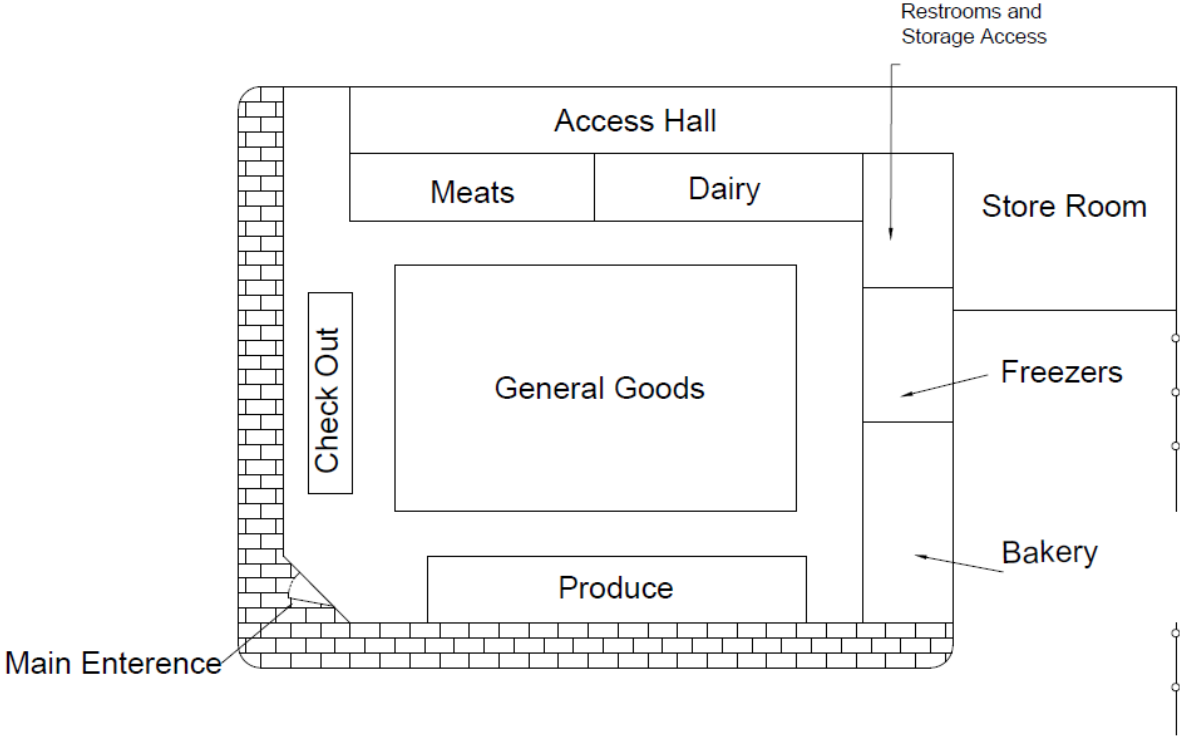 Restrooms and
Storage Access
Access Hall
Meats
Dairy
Store Room
Check Out
General Goods
Freezers
Bakery
Produce
Main Enterence